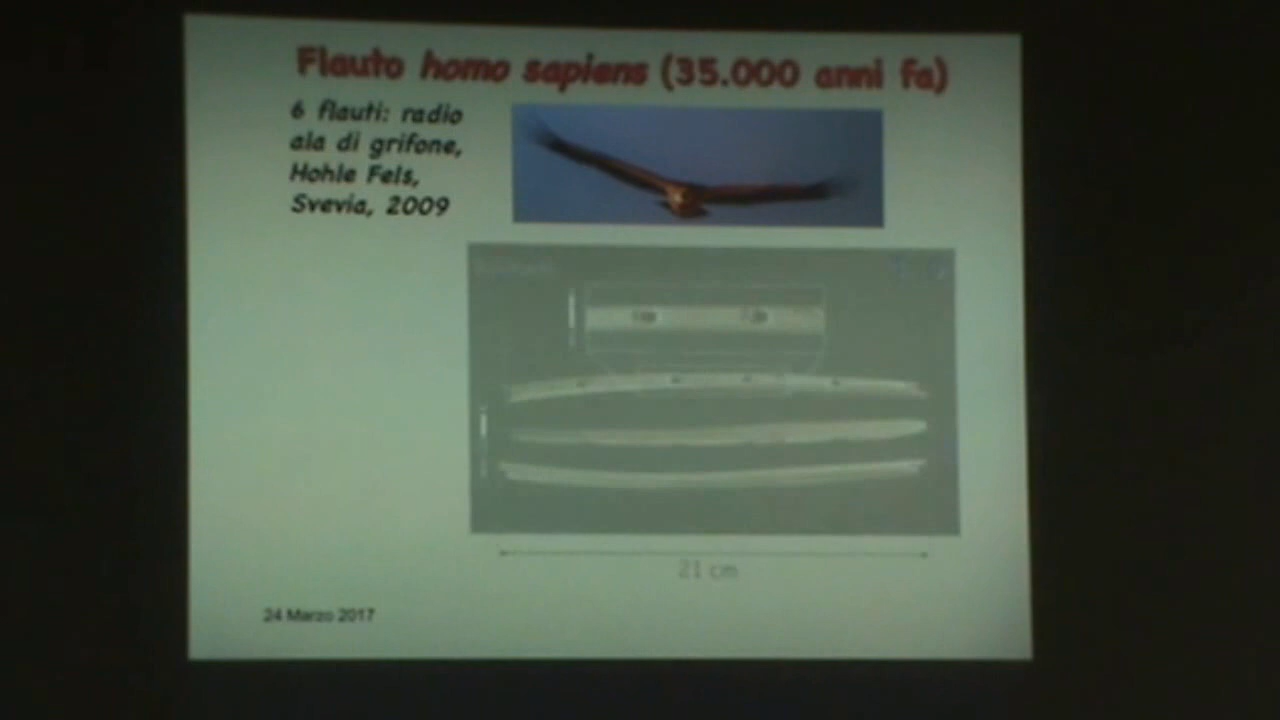 Flauto homo sapiens (35.000 anni fa)
6 flauti: radio
ala di grifone,
Hohle Fels,
Svevia, 2009
21 cm
24 Marzo 2017